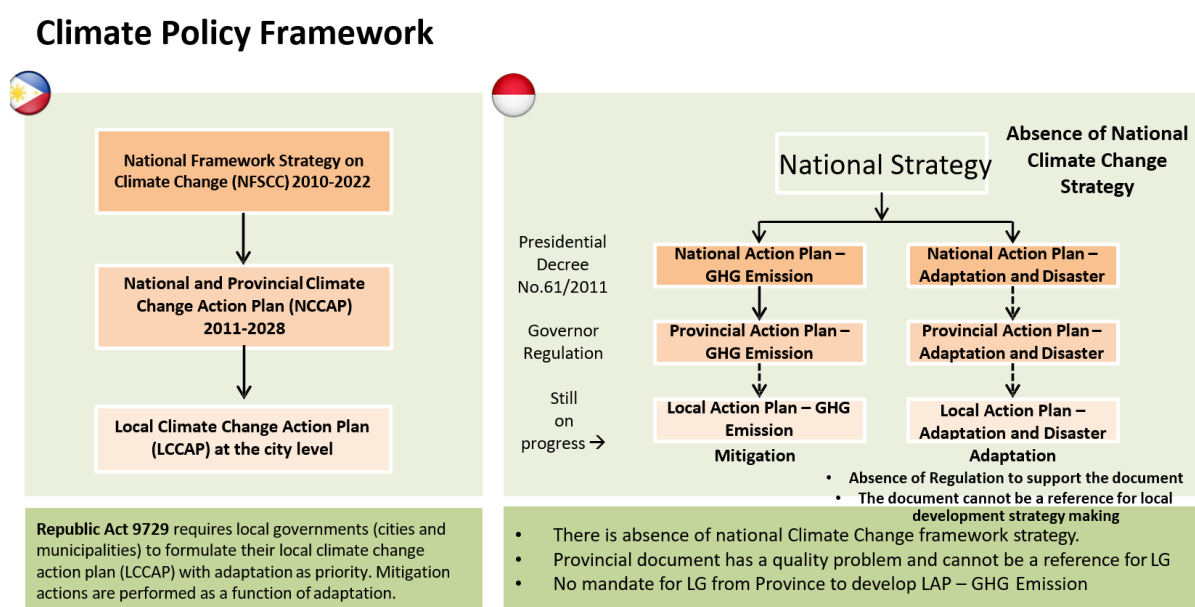 Climate Policy Framework
National Framework Strategy on
Climate Change (NFSCC) 2010-2022
National and Provincial Climate
Change Action Plan (NCCAP)
2011-2028
Local Climate Change Action Plan
(LCCAP) at the city level
Republic Act 9729 requires local governments (cities and
municipalities) to formulate their local climate change
action plan (LCCAP) with adaptation as priority. Mitigation
actions are performed as a function of adaptation.
National Strategy
Absence of National
Climate Change
Strategy
Presidential
Decree
No.61/2011
National Action Plan –
GHG Emission
National Action Plan –
Adaptation and Disaster
Governor
Regulation
Provincial Action Plan –
GHG Emission
Provincial Action Plan –
Adaptation and Disaster
Still
on
progress →
Local Action Plan – GHG
Emission
Local Action Plan –
Adaptation and Disaster
Mitigation
Adaptation
• Absence of Regulation to support the document
• The document cannot be a reference for local
development strategy making
• There is absence of national Climate Change framework strategy.
• Provincial document has a quality problem and cannot be a reference for LG
• No mandate for LG from Province to develop LAP – GHG Emission